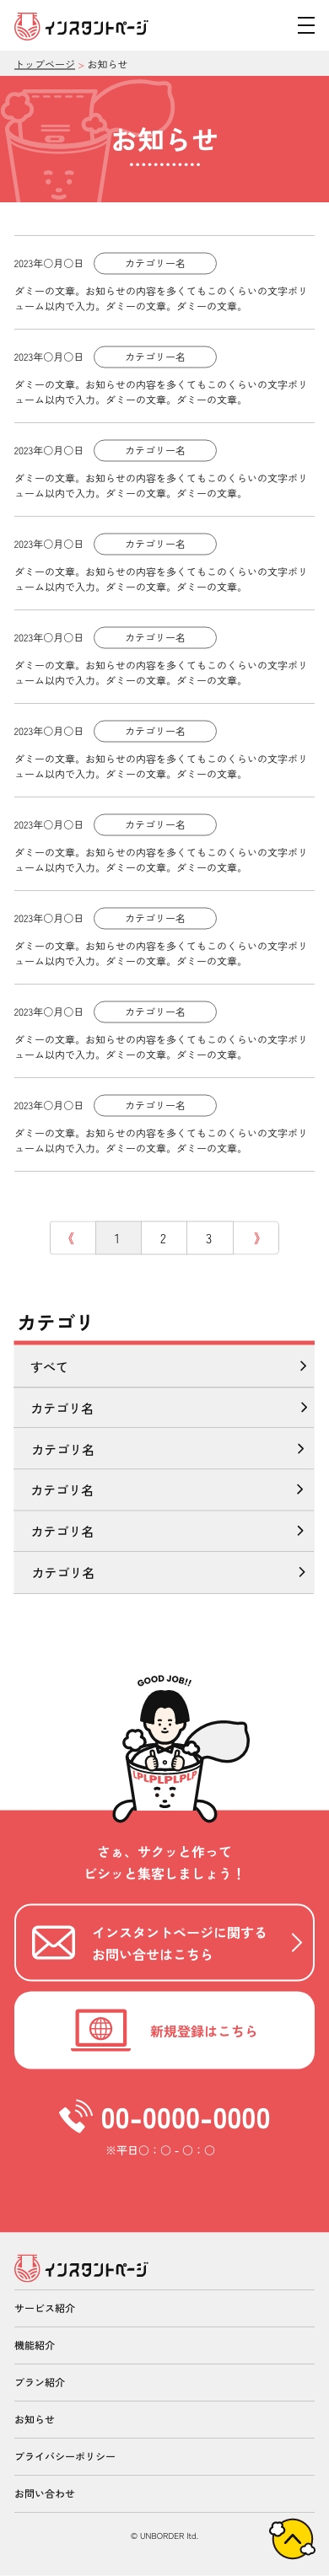 インスタントページ
トップページ > お知らせ
お知らせ
2023年〇月〇日 カテゴリー名
ダミーの文章。お知らせの内容を多くてもこのくらいの文字ボリ
ューム以内で入力。ダミーの文章。ダミーの文章。
2023年〇月〇日 カテゴリー名
ダミーの文章。お知らせの内容を多くてもこのくらいの文字ボリ
ューム以内で入力。ダミーの文章。ダミーの文章。
2023年〇月〇日 カテゴリー名
ダミーの文章。お知らせの内容を多くてもこのくらいの文字ボリ
ューム以内で入力。ダミーの文章。ダミーの文章。
2023年〇月〇日 カテゴリー名
ダミーの文章。お知らせの内容を多くてもこのくらいの文字ボリ
ューム以内で入力。ダミーの文章。ダミーの文章。
2023年〇月〇日 カテゴリー名
ダミーの文章。お知らせの内容を多くてもこのくらいの文字ボリ
ューム以内で入力。ダミーの文章。ダミーの文章。
2023年〇月〇日 カテゴリー名
ダミーの文章。お知らせの内容を多くてもこのくらいの文字ボリ
ューム以内で入力。ダミーの文章。ダミーの文章。
2023年〇月〇日 カテゴリー名
ダミーの文章。お知らせの内容を多くてもこのくらいの文字ボリ
ューム以内で入力。ダミーの文章。ダミーの文章。
2023年〇月〇日 カテゴリー名
ダミーの文章。お知らせの内容を多くてもこのくらいの文字ボリ
ューム以内で入力。ダミーの文章。ダミーの文章。
2023年〇月〇日 カテゴリー名
ダミーの文章。お知らせの内容を多くてもこのくらいの文字ボリ
ューム以内で入力。ダミーの文章。ダミーの文章。
2023年〇月〇日 カテゴリー名
ダミーの文章。お知らせの内容を多くてもこのくらいの文字ボリ
ューム以内で入力。ダミーの文章。ダミーの文章。
《 1 2 3 》
カテゴリ
すべて
カテゴリ名
カテゴリ名
カテゴリ名
カテゴリ名
カテゴリ名
GOOD JOB!!
LPLPLPLPLPLP
さぁ、サクッと作って
ビシッと集客しましょう！
インスタントページに関する
お問い合せはこちら
新規登録はこちら
00-0000-0000
※平日〇：〇 - 〇：〇
インスタントページ
サービス紹介
機能紹介
プラン紹介
お知らせ
プライバシーポリシー
お問い合わせ
© UNBORDER ltd.